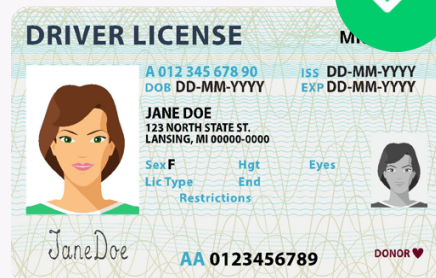 DRIVER LICENSE
A 012 345 678 90
ISS DD-MM-YYYY
DOB DD-MM-YYYY
EXP DD-MM-YYYY
JANE DOE
123 NORTH STATE ST.
LANSING, MI 00000-0000
Sex F Hgt Eyes
Lic Type End
Restrictions
JaneDoe
AA 0123456789
DONOR